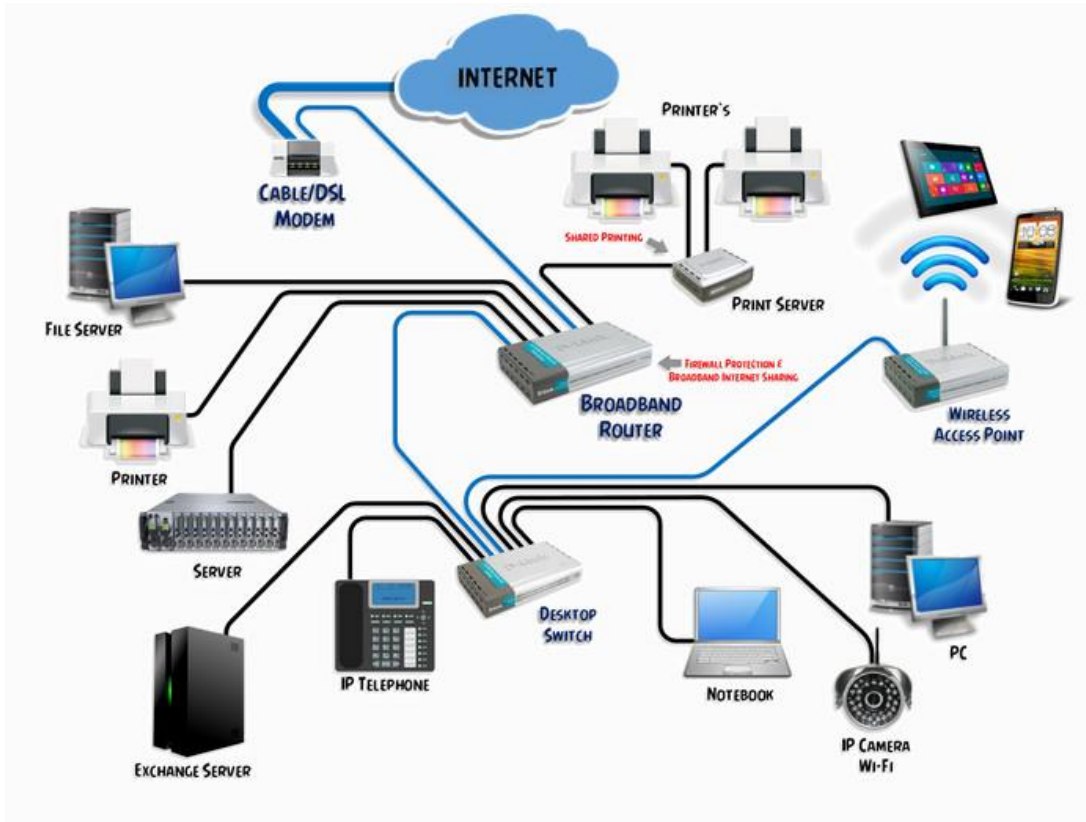 INTERNET
PRINTER'S
CABLE/DSL
MODEM
SHARED PRINTING
PRINT SERVER
FILE SERVER
FIREWALL PROTECTION &
BROADBAND INTERNET SHARING
BROADBAND
ROUTER
WIRELESS
ACCESS POINT
PRINTER
SERVER
DESKTOP
SWITCH
IP TELEPHONE
NOTEBOOK
PC
EXCHANGE SERVER
IP CAMERA
WI-FI